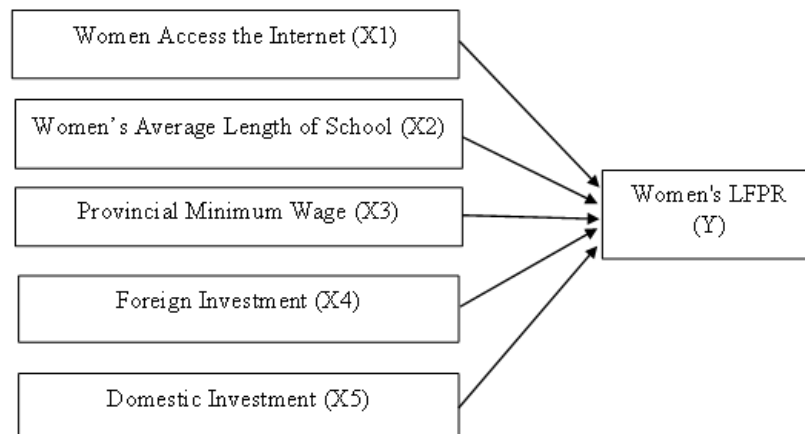 Women Access the Internet (X1)
Women's Average Length of School (X2)
Provincial Minimum Wage (X3)
Foreign Investment (X4)
Domestic Investment (X5)
Women's LFPR
(Y)